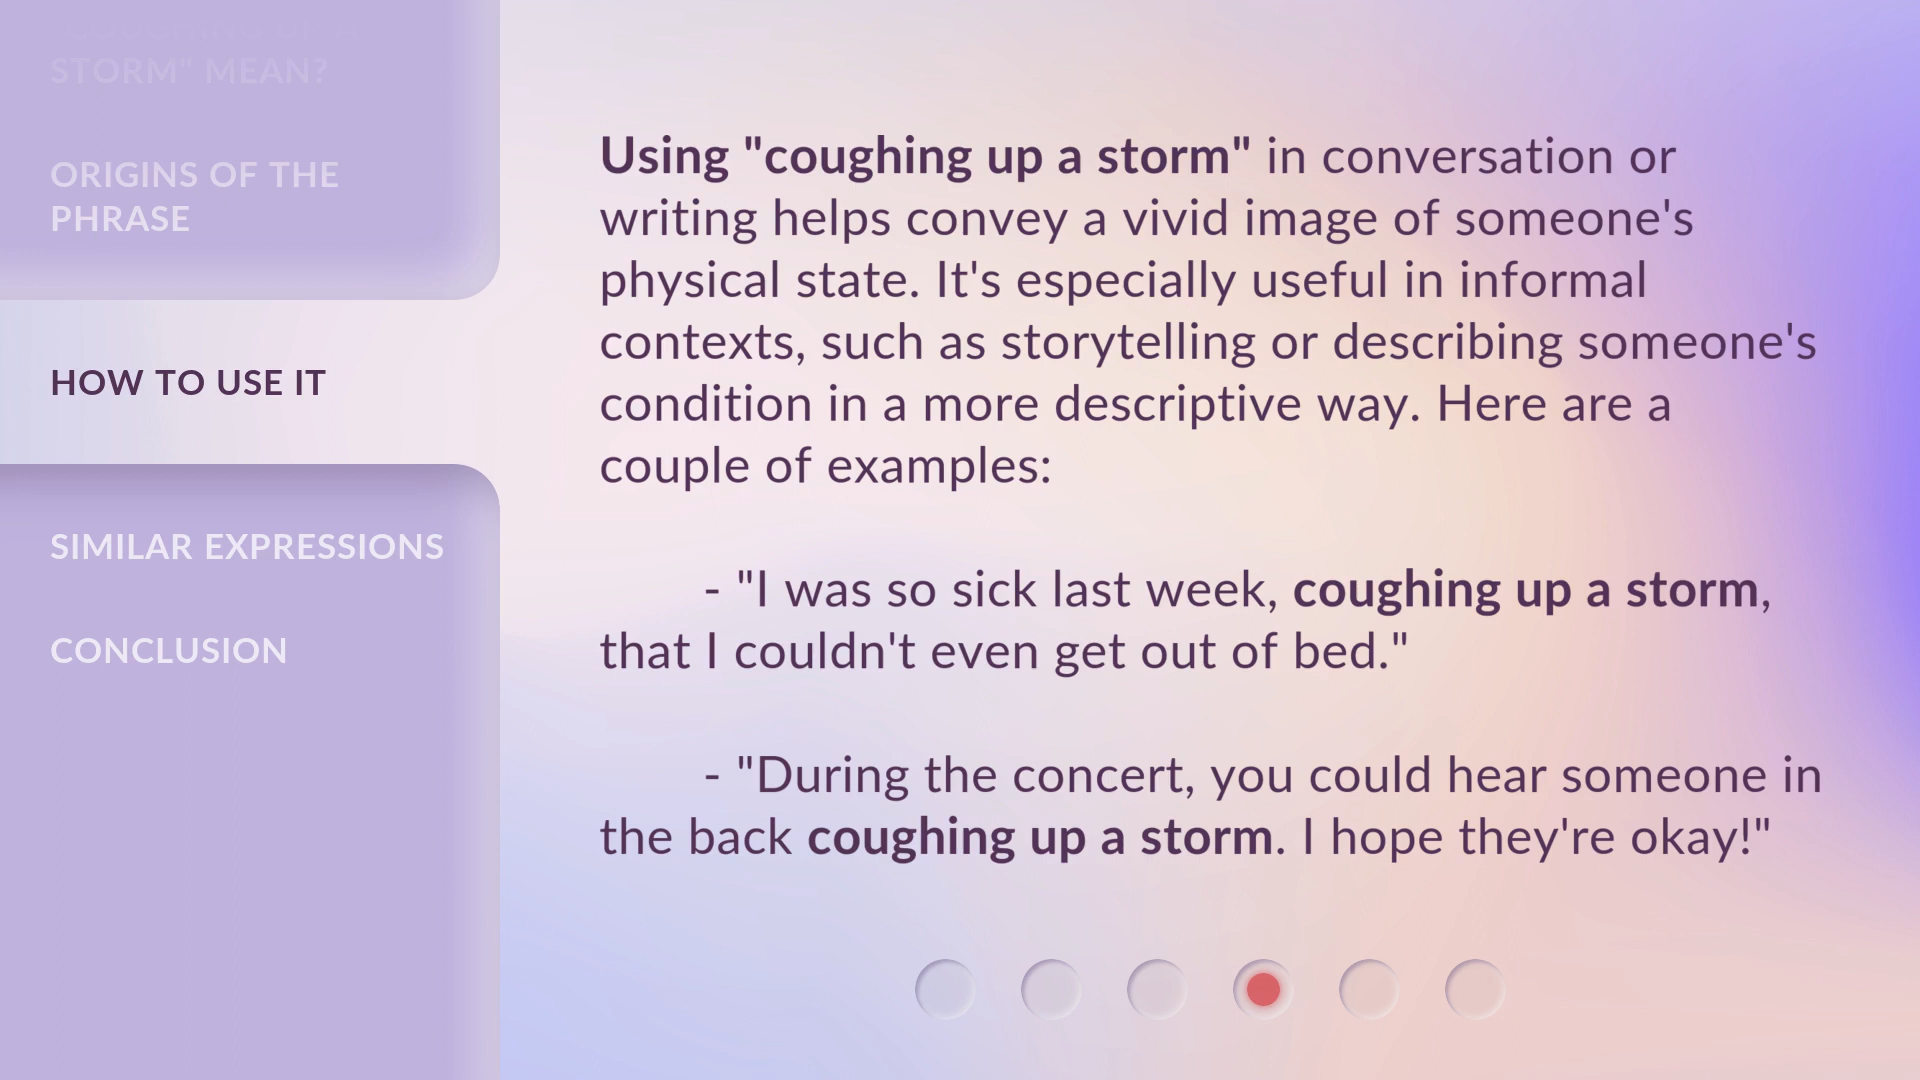 STORM" MEAN?
ORIGINS OF THE
PHRASE
HOW TO USE IT
SIMILAR EXPRESSIONS
CONCLUSION
Using "coughing up a storm" in conversation or
writing helps convey a vivid image of someone's
physical state. It's especially useful in informal
contexts, such as storytelling or describing someone's
condition in a more descriptive way. Here are a
couple of examples:
- "I was so sick last week, coughing up a storm,
that I couldn't even get out of bed."
- "During the concert, you could hear someone in
the back coughing up a storm. I hope they're okay!"